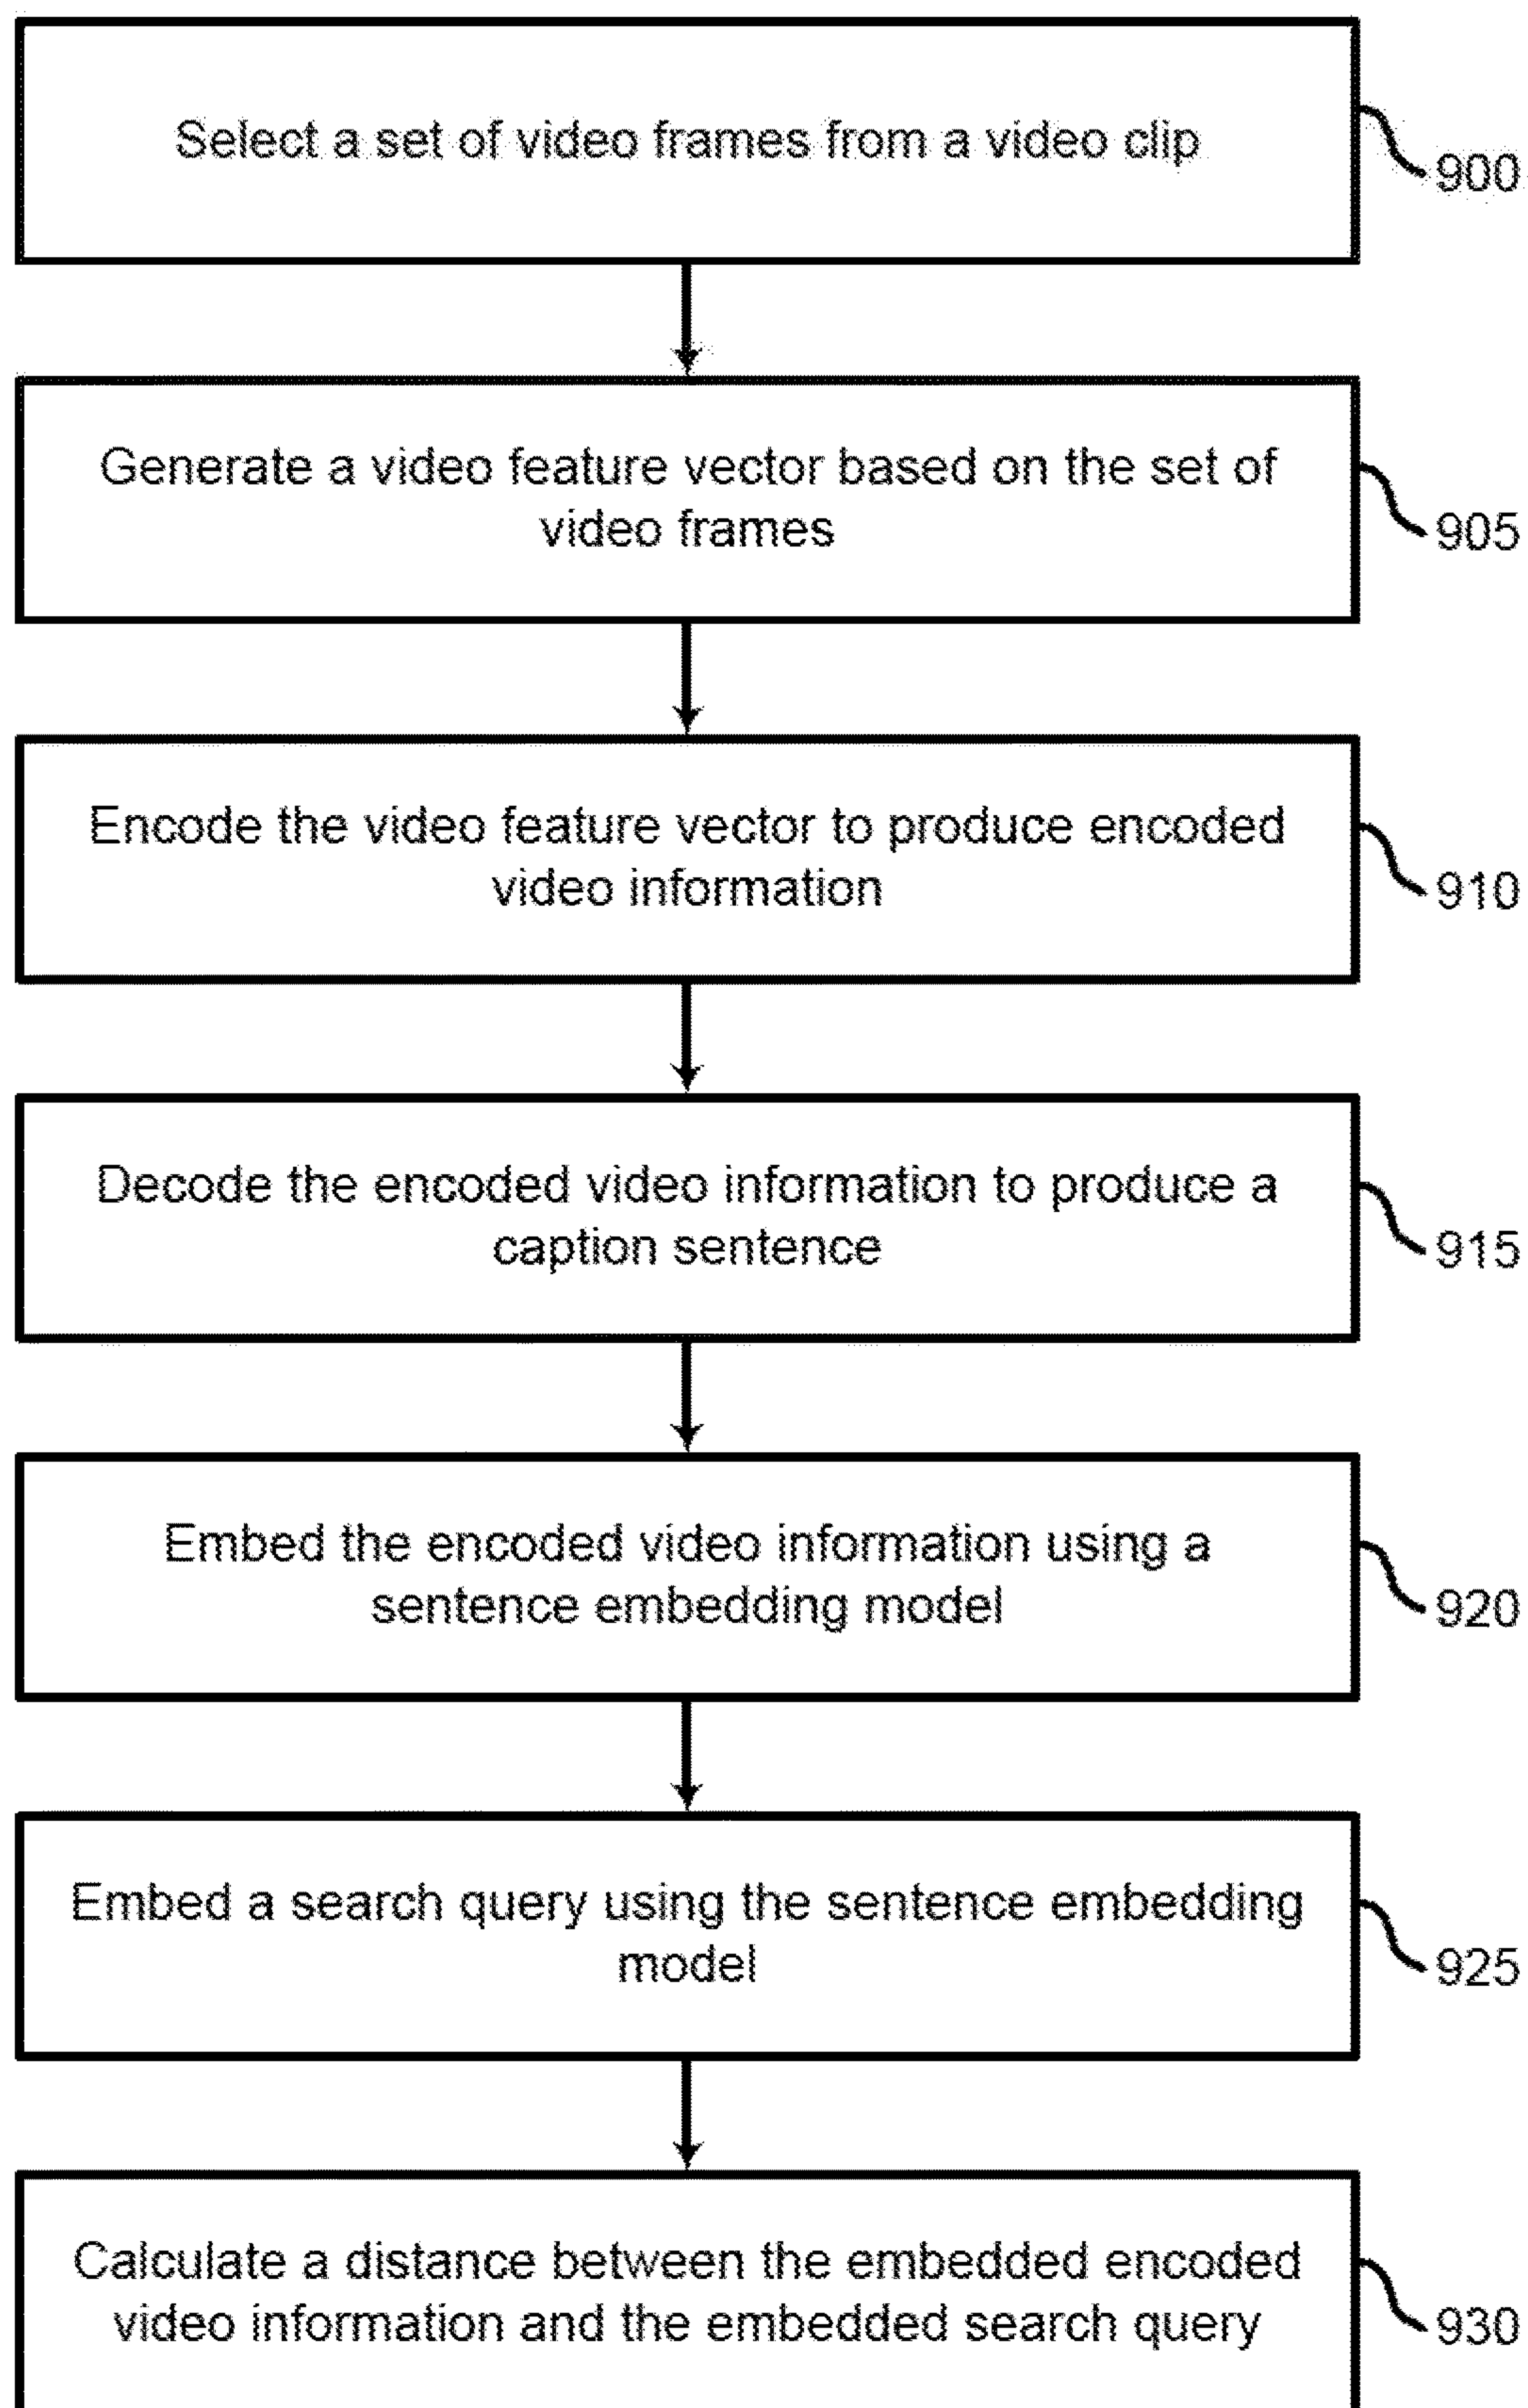 Select a set of video frames from a video clip
900
Generate a video feature vector based on the set of
video frames
905
Encode the video feature vector to produce encoded
video information
910
Decode the encoded video information to produce a
caption sentence
915
Embed the encoded video information using a
sentence embedding model
920
Embed a search query using the sentence embedding
model
925
Calculate a distance between the embedded encoded
video information and the embedded search query
930